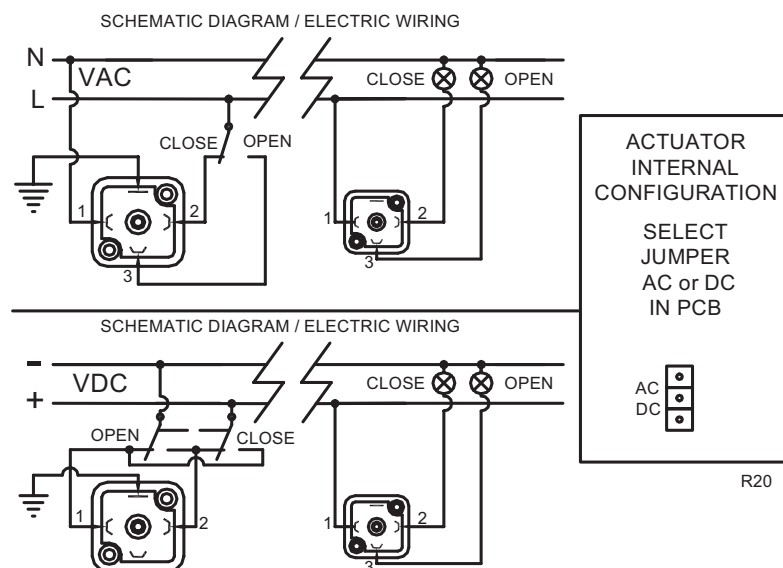 SCHEMATIC DIAGRAM / ELECTRIC WIRING
N
VAC
CLOSE
OPEN
L
CLOSE
OPEN
1
2
3
1
2
3
SCHEMATIC DIAGRAM / ELECTRIC WIRING
-
VDC
CLOSE
OPEN
+
OPEN
CLOSE
1
2
1
2
3
ACTUATOR
INTERNAL
CONFIGURATION
SELECT
JUMPER
AC or DC
IN PCB
AC
DC
R20